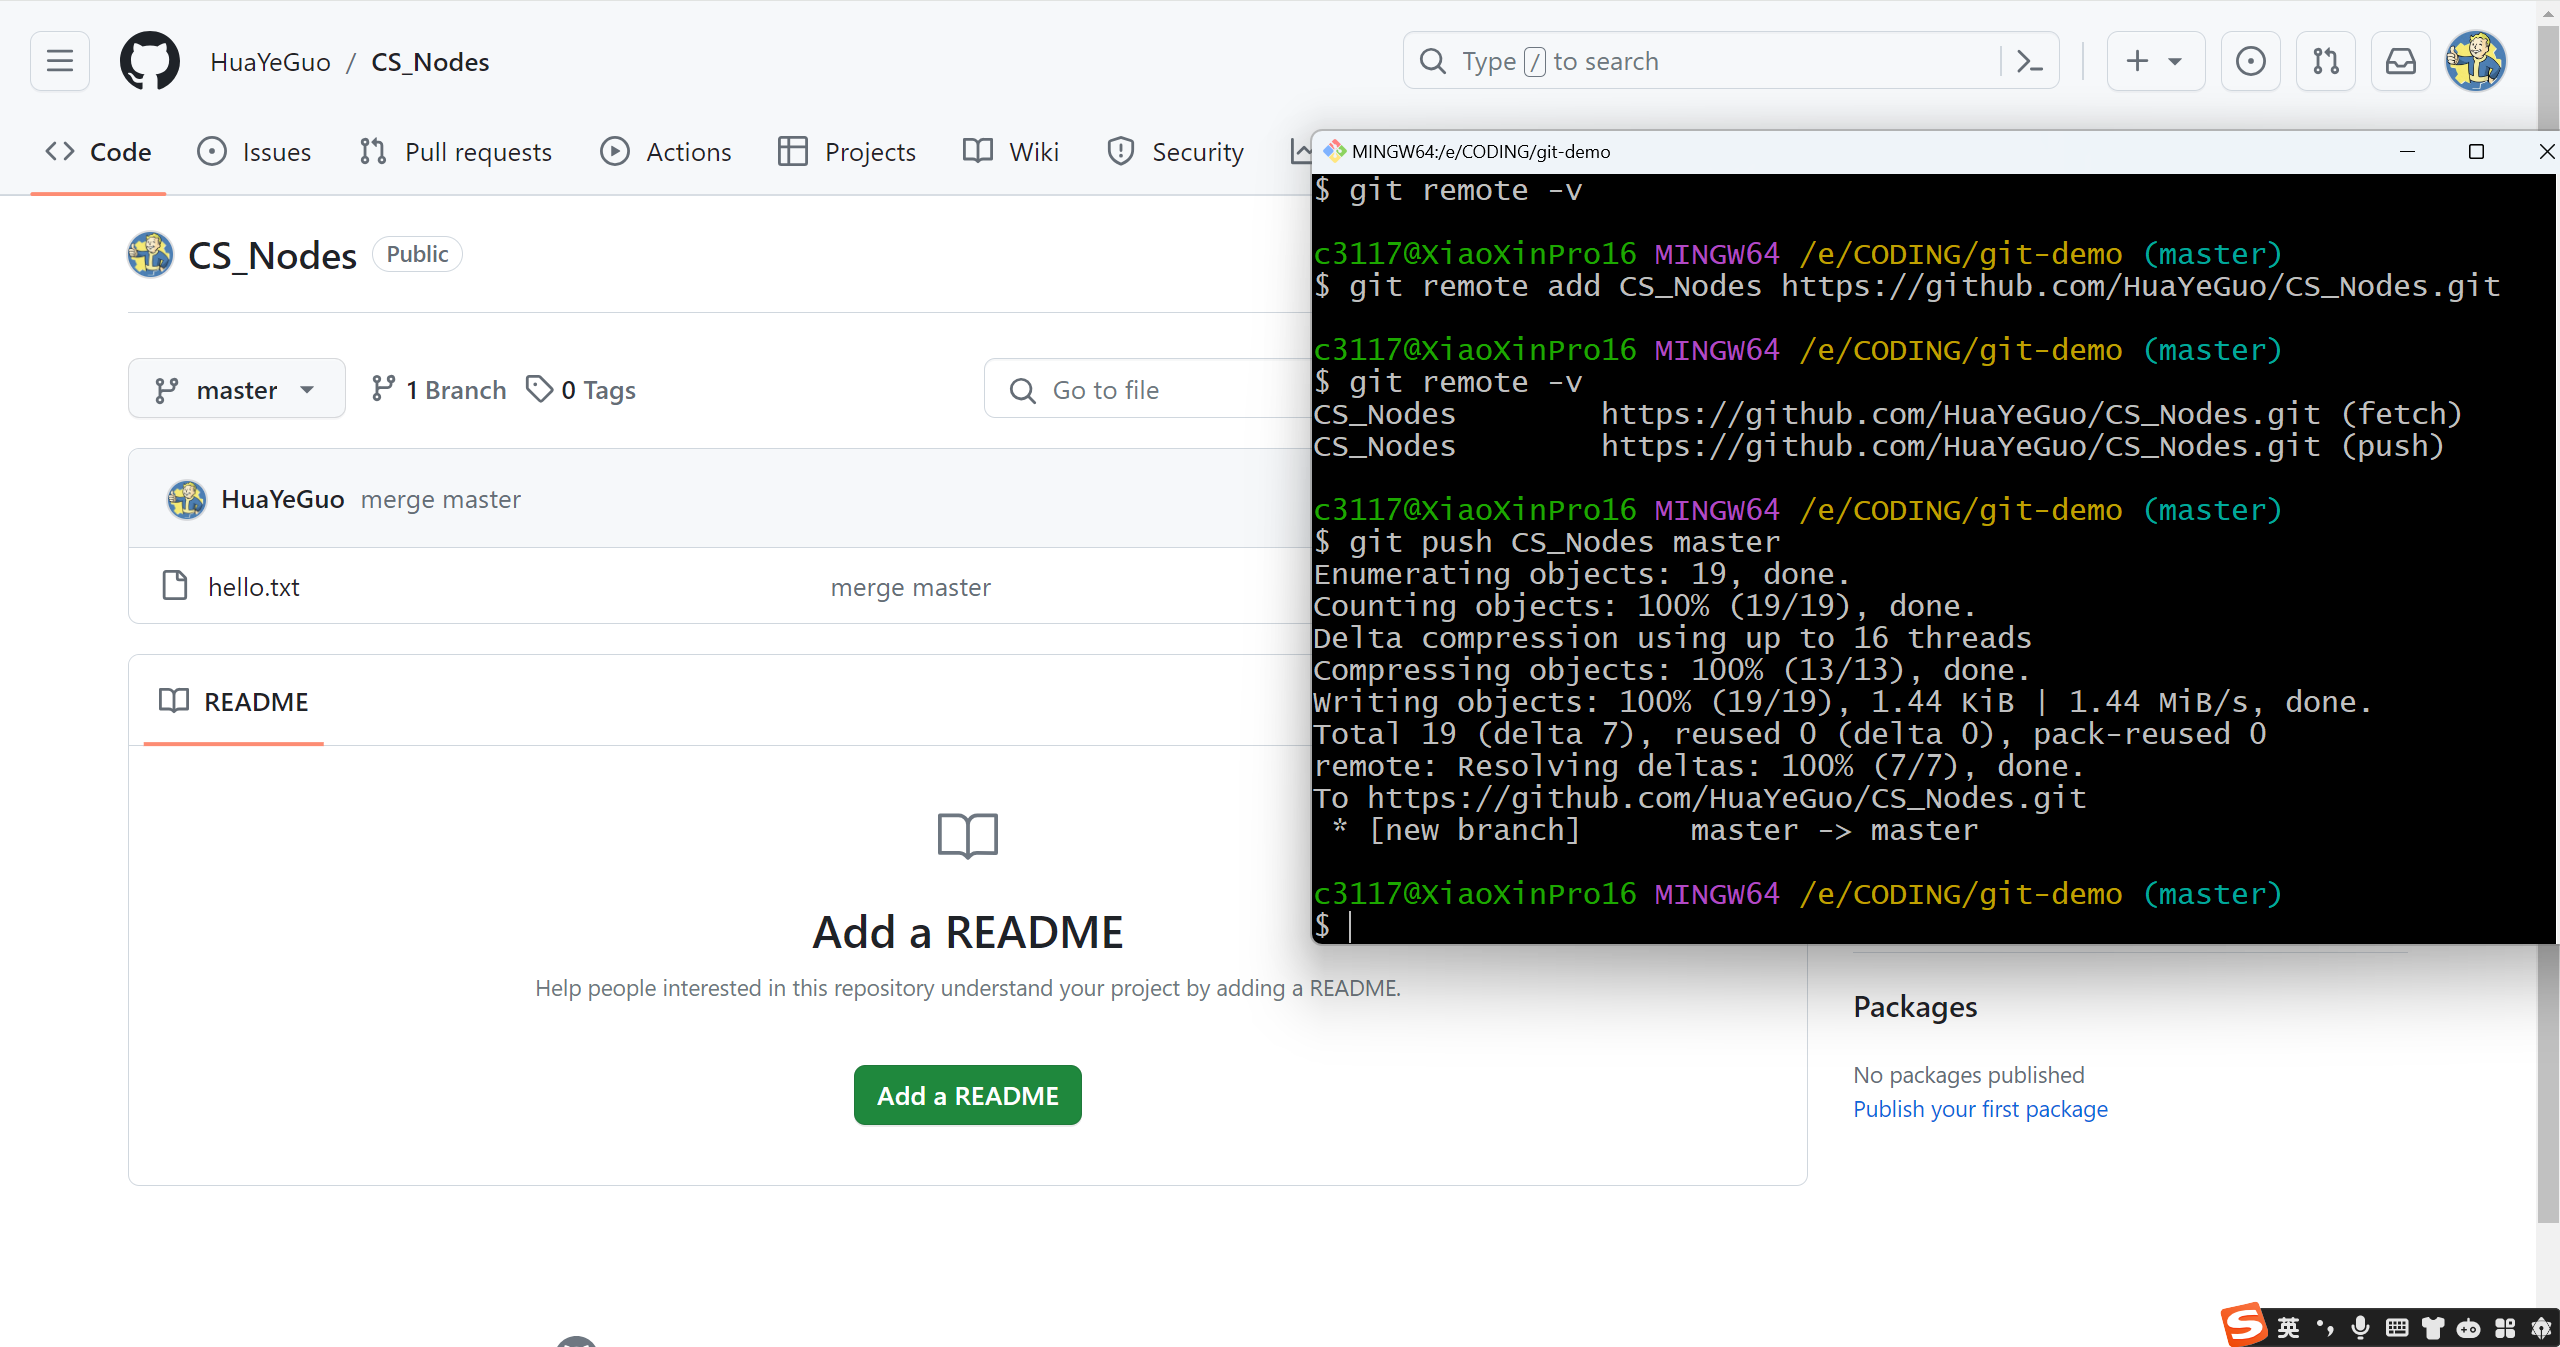 HuaYeGuo / CS_Nodes
Type / to search
Code Issues Pull requests Actions Projects Wiki Security
CS_Nodes Public
master 1 Branch 0 Tags Go to file
HuaYeGuo merge master
hello.txt merge master
README
Add a README
Help people interested in this repository understand your project by adding a README.
Add a README
Packages
No packages published
Publish your first package
MINGW64:/e/CODING/git-demo
$ git remote -v
c3117@XiaoXinPro16 MINGW64 /e/CODING/git-demo (master)
$ git remote add CS_Nodes https://github.com/HuaYeGuo/CS_Nodes.git
c3117@XiaoXinPro16 MINGW64 /e/CODING/git-demo (master)
$ git remote -v
CS_Nodes https://github.com/HuaYeGuo/CS_Nodes.git (fetch)
CS_Nodes https://github.com/HuaYeGuo/CS_Nodes.git (push)
c3117@XiaoXinPro16 MINGW64 /e/CODING/git-demo (master)
$ git push CS_Nodes master
Enumerating objects: 19, done.
Counting objects: 100% (19/19), done.
Delta compression using up to 16 threads
Compressing objects: 100% (13/13), done.
Writing objects: 100% (19/19), 1.44 KiB | 1.44 MiB/s, done.
Total 19 (delta 7), reused 0 (delta 0), pack-reused 0
remote: Resolving deltas: 100% (7/7), done.
To https://github.com/HuaYeGuo/CS_Nodes.git
* [new branch] master -> master
c3117@XiaoXinPro16 MINGW64 /e/CODING/git-demo (master)
$
英